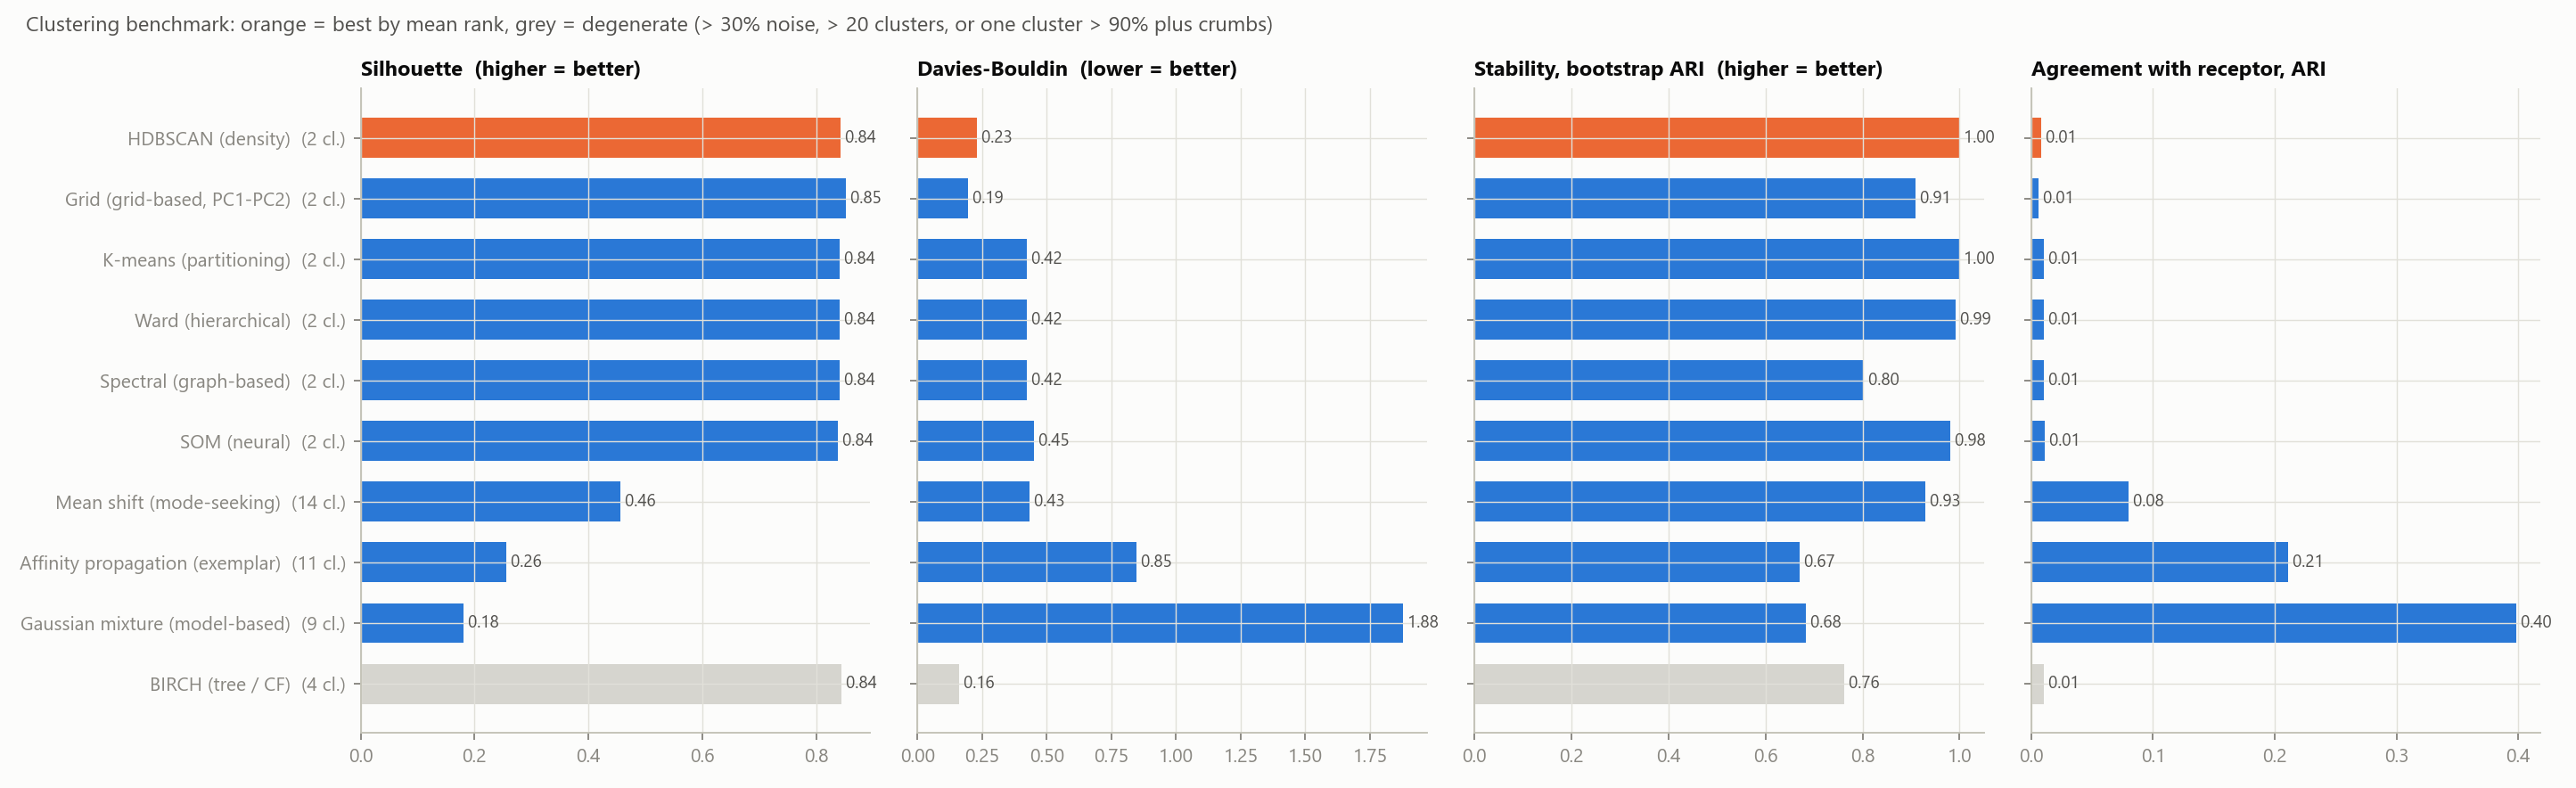 Clustering benchmark: orange = best by mean rank, grey = degenerate (> 30% noise, > 20 clusters, or one cluster > 90% plus crumbs)
Silhouette (higher = better)
Davies-Bouldin (lower = better)
Stability, bootstrap ARI (higher = better)
Agreement with receptor, ARI
HDBSCAN (density) (2 cl.) 0.84 0.23 1.00 0.01
Grid (grid-based, PC1-PC2) (2 cl.) 0.85 0.19 0.91 0.01
K-means (partitioning) (2 cl.) 0.84 0.42 1.00 0.01
Ward (hierarchical) (2 cl.) 0.84 0.42 0.99 0.01
Spectral (graph-based) (2 cl.) 0.84 0.42 0.80 0.01
SOM (neural) (2 cl.) 0.84 0.45 0.98 0.01
Mean shift (mode-seeking) (14 cl.) 0.46 0.43 0.93 0.08
Affinity propagation (exemplar) (11 cl.) 0.26 0.85 0.67 0.21
Gaussian mixture (model-based) (9 cl.) 0.18 1.88 0.68 0.40
BIRCH (tree / CF) (4 cl.) 0.84 0.16 0.76 0.01
0.0 0.2 0.4 0.6 0.8
0.00 0.25 0.50 0.75 1.00 1.25 1.50 1.75
0.0 0.2 0.4 0.6 0.8 1.0
0.0 0.1 0.2 0.3 0.4